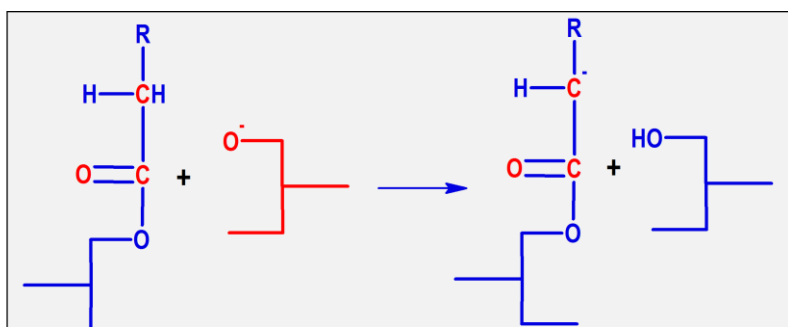 R
H CH
O C + O-
O
R
H C-
O C + HO
O